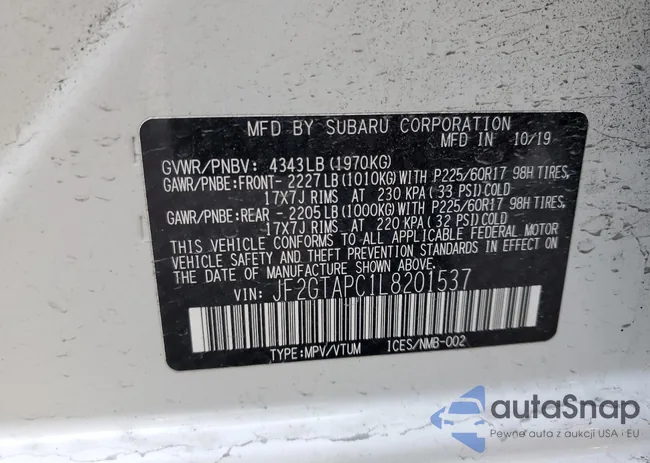 MFD BY SUBARU CORPORATION
MFD IN 10/19
GVWR/PNBV: 4343LB(1970KG)
GAWR/PNBE:FRONT- 2227LB(1010KG)WITH P225/60R17 98H TIRES,
17X7J RIMS AT 230 KPA(33 PSI)COLD
GAWR/PNBE:REAR - 2205LB(1000KG)WITH P225/60R17 98H TIRES,
17X7J RIMS AT 220 KPA(32 PSI)COLD
THIS VEHICLE CONFORMS TO ALL APPLICABLE FEDERAL MOTOR
VEHICLE SAFETY AND THEFT PREVENTION STANDARDS IN EFFECT ON
THE DATE OF MANUFACTURE SHOWN ABOVE.
VIN: JF2GTAPC1L8201537
TYPE:MPV/VTUM 1CES/NMB-002
autoSnap
Pewne auta z aukcji USA i EU